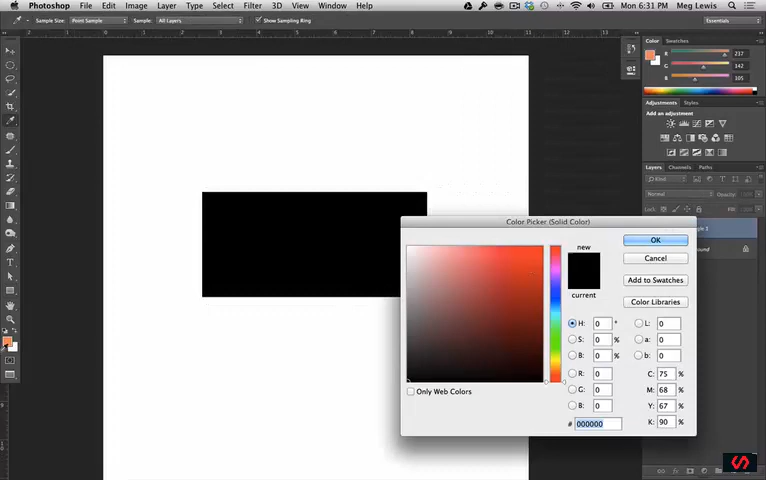 Photoshop File Edit Image Layer Type Select Filter 3D View Window Help Mon 6:31 PM Meg Lewis
Sample: Point Sample Sample: All Layers Show Sampling Ring Essentials
Color Swatches
R 237
G 142
B 105
Adjustments Styles
Add an adjustment
Layers Channels Paths
Kind
Normal Opacity:
Lock: Fill:
Color Picker (Solid Color)
new
current
OK
Cancel
Add to Swatches
Color Libraries
H: 0 ° L: 0
S: 0 % a: 0
B: 0 % b: 0
R: 0 C: 75 %
G: 0 M: 68 %
B: 0 Y: 67 %
# 000000 K: 90 %
Only Web Colors